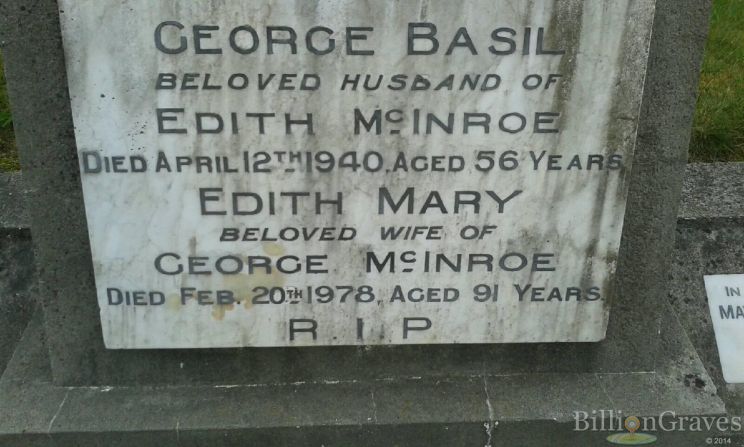 GEORGE BASIL
BELOVED HUSBAND OF
EDITH McINROE
DIED APRIL 12TH 1940, AGED 56 YEARS
EDITH MARY
BELOVED WIFE OF
GEORGE McINROE
DIED FEB. 20TH 1978, AGED 91 YEARS.
R. I. P
IN
MA
BillionGraves
© 2014